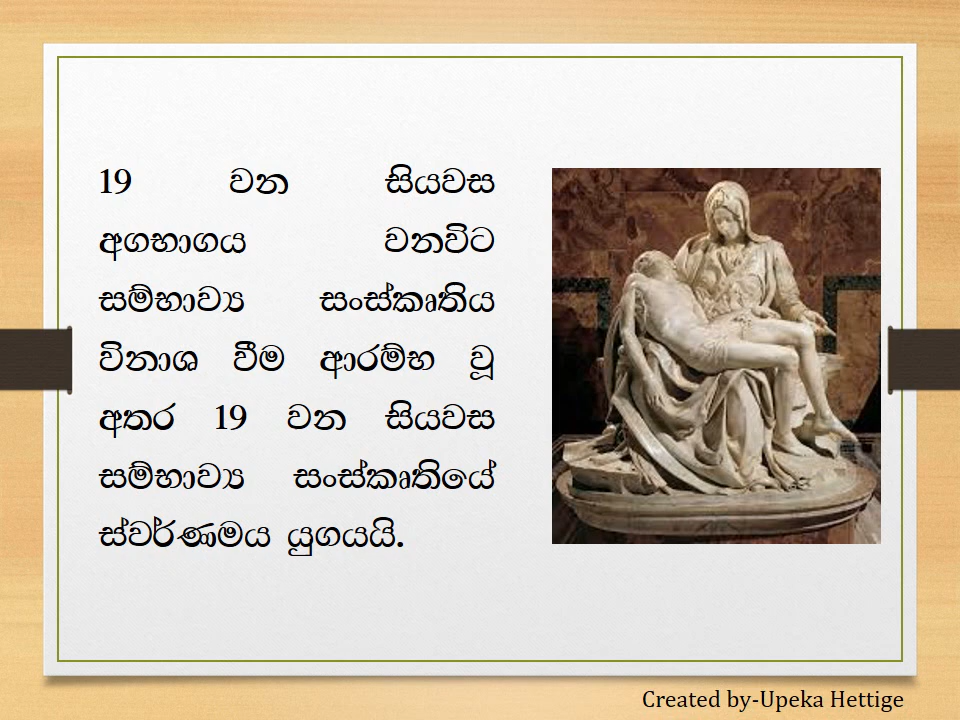 19 වන සියවස
අගභාගය වනවිට
සම්භාව්‍ය සංස්කෘතිය
විනාශ වීම ආරම්භ වූ
අතර 19 වන සියවස
සම්භාව්‍ය සංස්කෘතියේ
ස්වර්ණමය යුගයයි.
Created by-Upeka Hettige